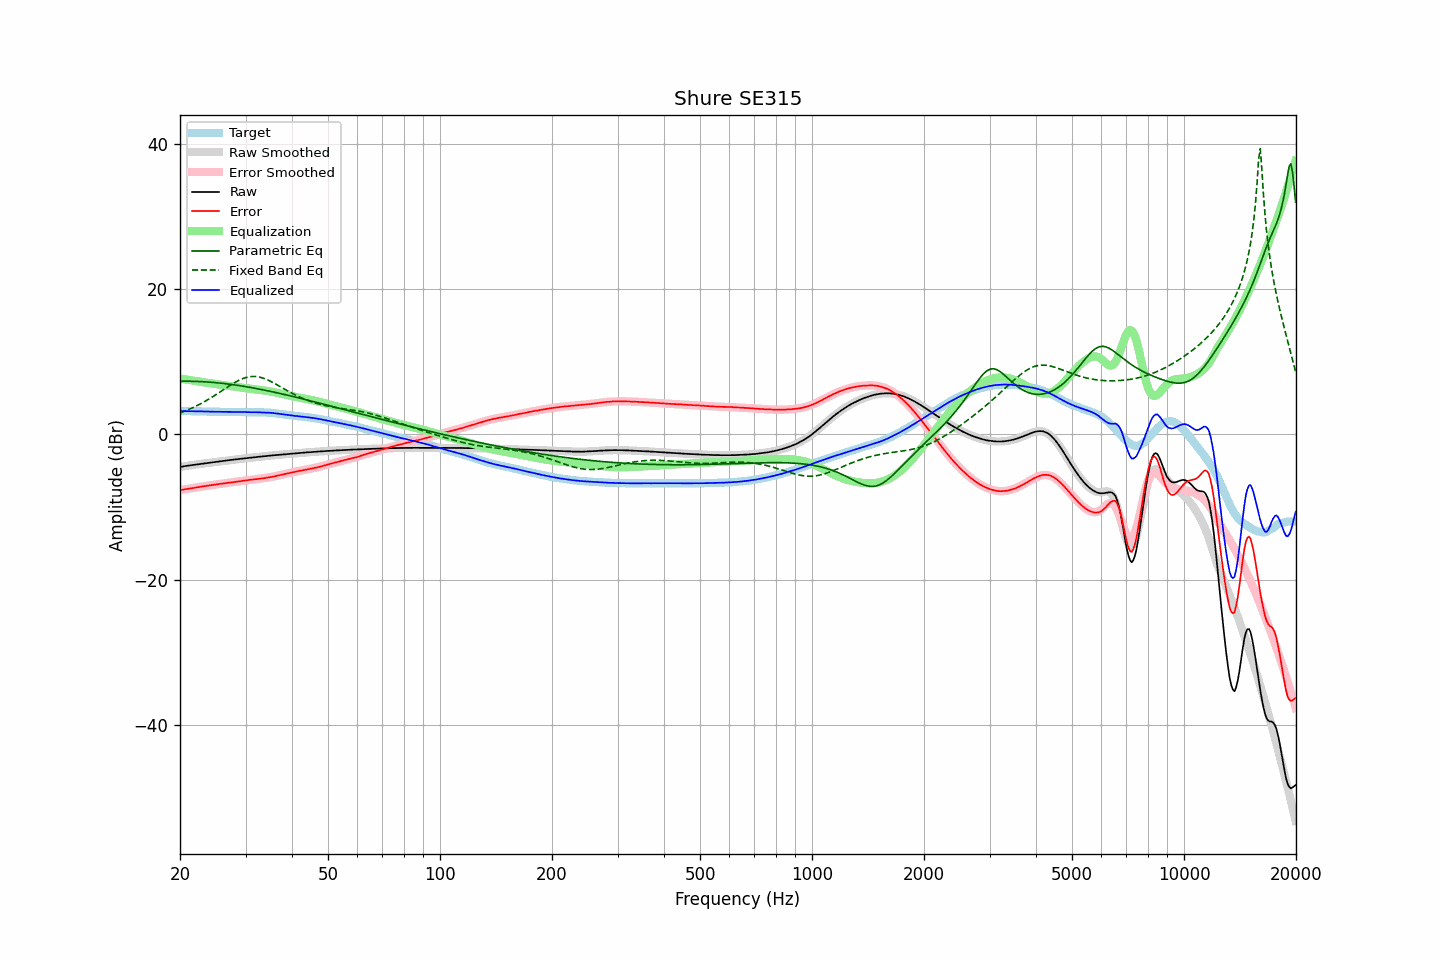 Shure SE315
Target
Raw Smoothed
Error Smoothed
Raw
Error
Equalization
Parametric Eq
Fixed Band Eq
Equalized
40
20
0
−20
−40
Amplitude (dBr)
20 50 100 200 500 1000 2000 5000 10000 20000
Frequency (Hz)